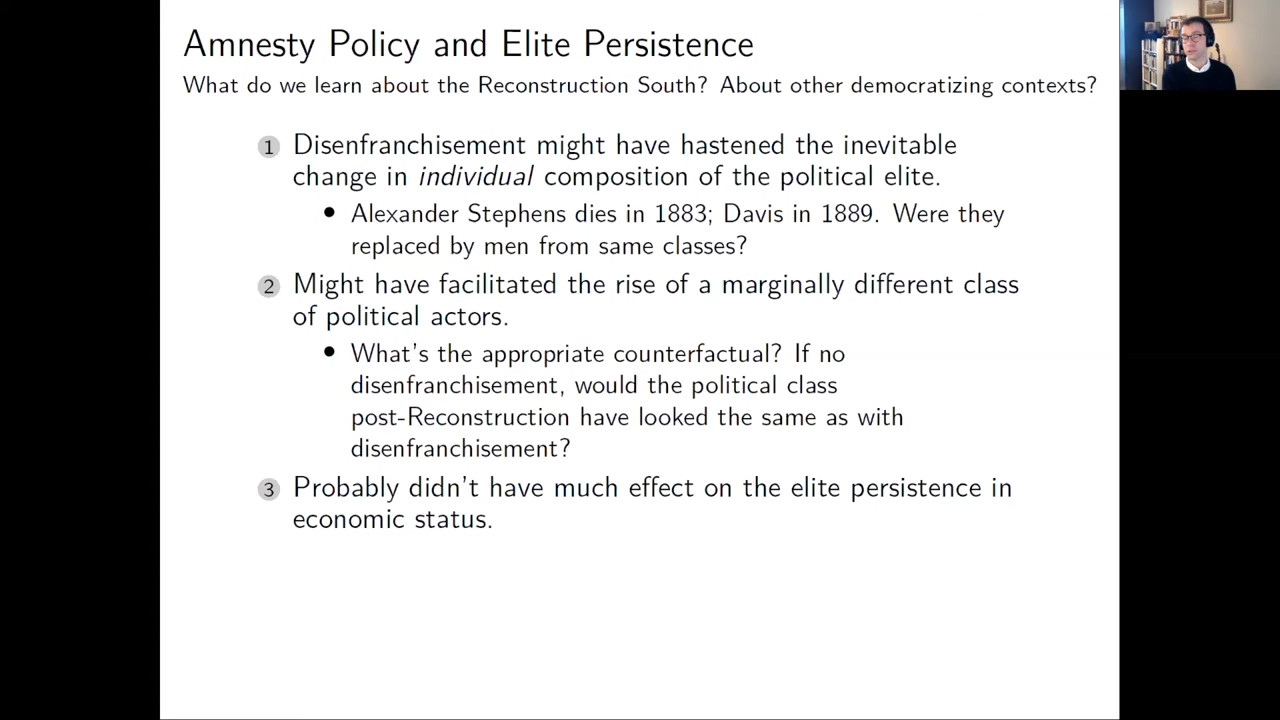 Amnesty Policy and Elite Persistence
What do we learn about the Reconstruction South? About other democratizing contexts?
1 Disenfranchisement might have hastened the inevitable
change in individual composition of the political elite.
• Alexander Stephens dies in 1883; Davis in 1889. Were they
replaced by men from same classes?
2 Might have facilitated the rise of a marginally different class
of political actors.
• What's the appropriate counterfactual? If no
disenfranchisement, would the political class
post-Reconstruction have looked the same as with
disenfranchisement?
3 Probably didn't have much effect on the elite persistence in
economic status.